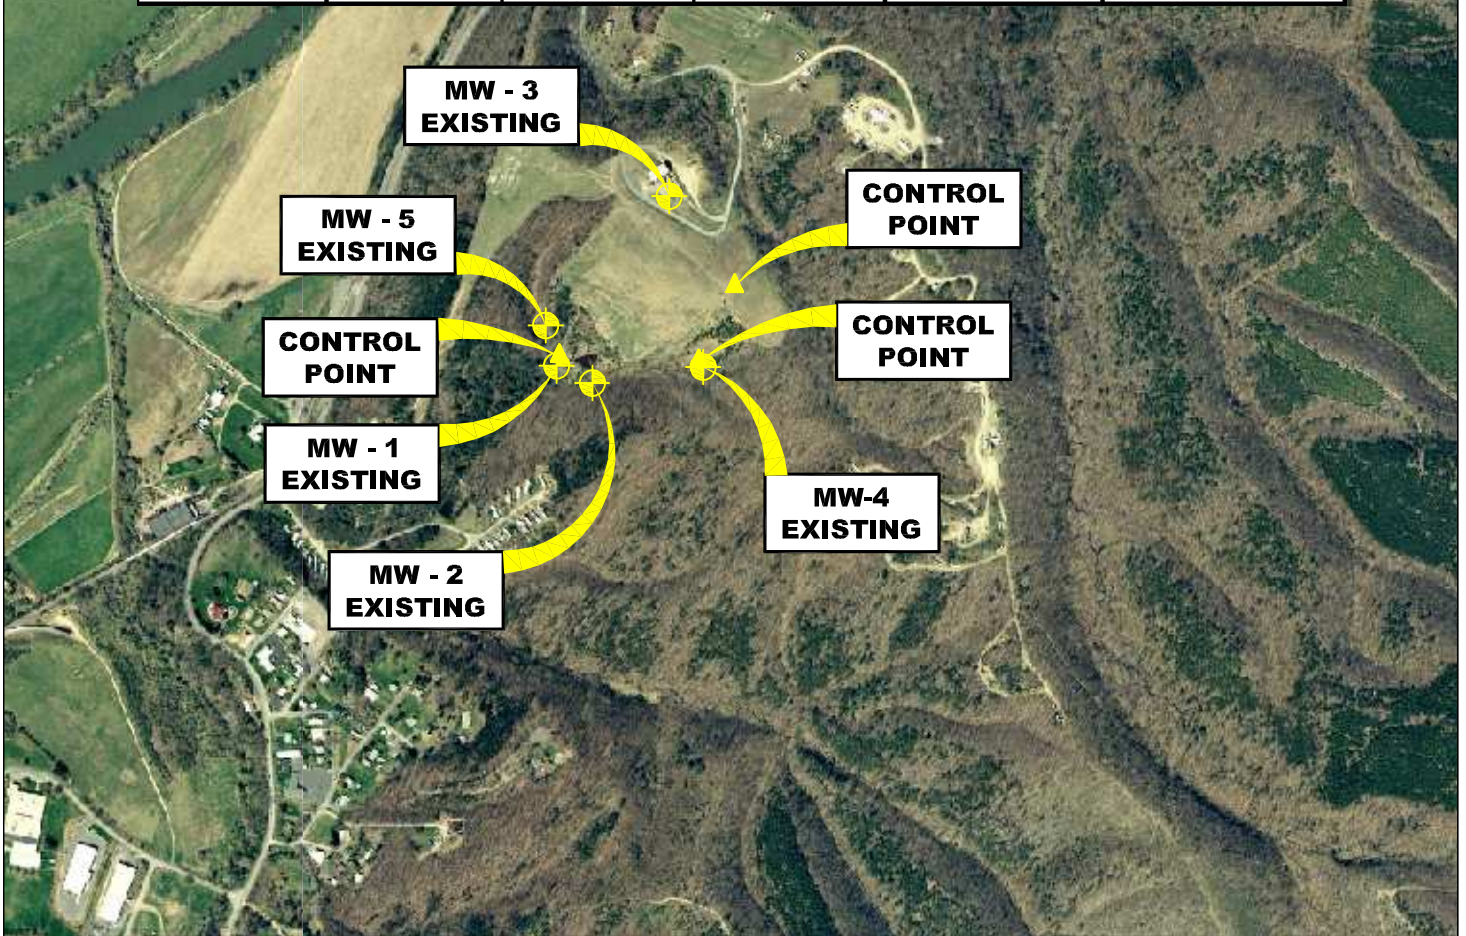 MW - 3
EXISTING
CONTROL
POINT
MW - 5
EXISTING
CONTROL
POINT
CONTROL
POINT
MW - 1
EXISTING
MW-4
EXISTING
MW - 2
EXISTING